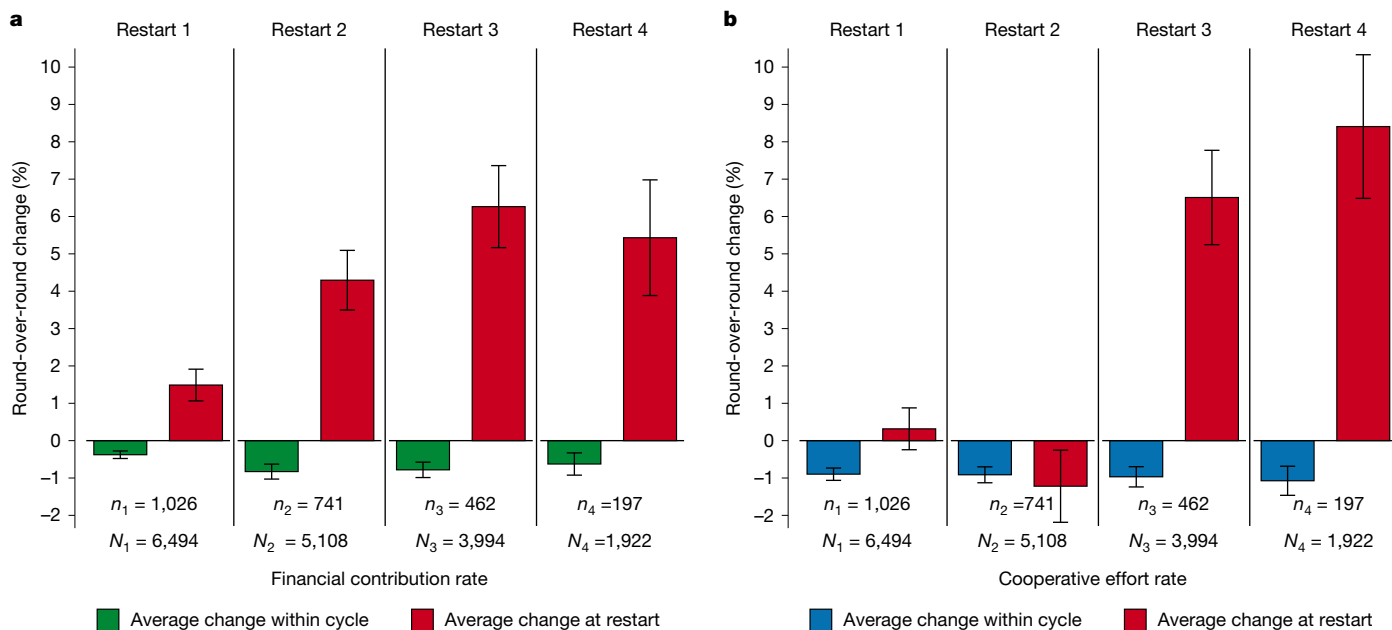 a
Restart 1 Restart 2 Restart 3 Restart 4
Round-over-round change (%)
10
9
8
7
6
5
4
3
2
1
0
–1
–2
n1 = 1,026 n2 = 741 n3 = 462 n4 =197
N1 = 6,494 N2 = 5,108 N3 = 3,994 N4 =1,922
Financial contribution rate
Average change within cycle Average change at restart
b
Restart 1 Restart 2 Restart 3 Restart 4
Round-over-round change (%)
10
9
8
7
6
5
4
3
2
1
0
–1
–2
n1 = 1,026 n2 =741 n3 = 462 n4 = 197
N1 = 6,494 N2 = 5,108 N3 = 3,994 N4 = 1,922
Cooperative effort rate
Average change within cycle Average change at restart